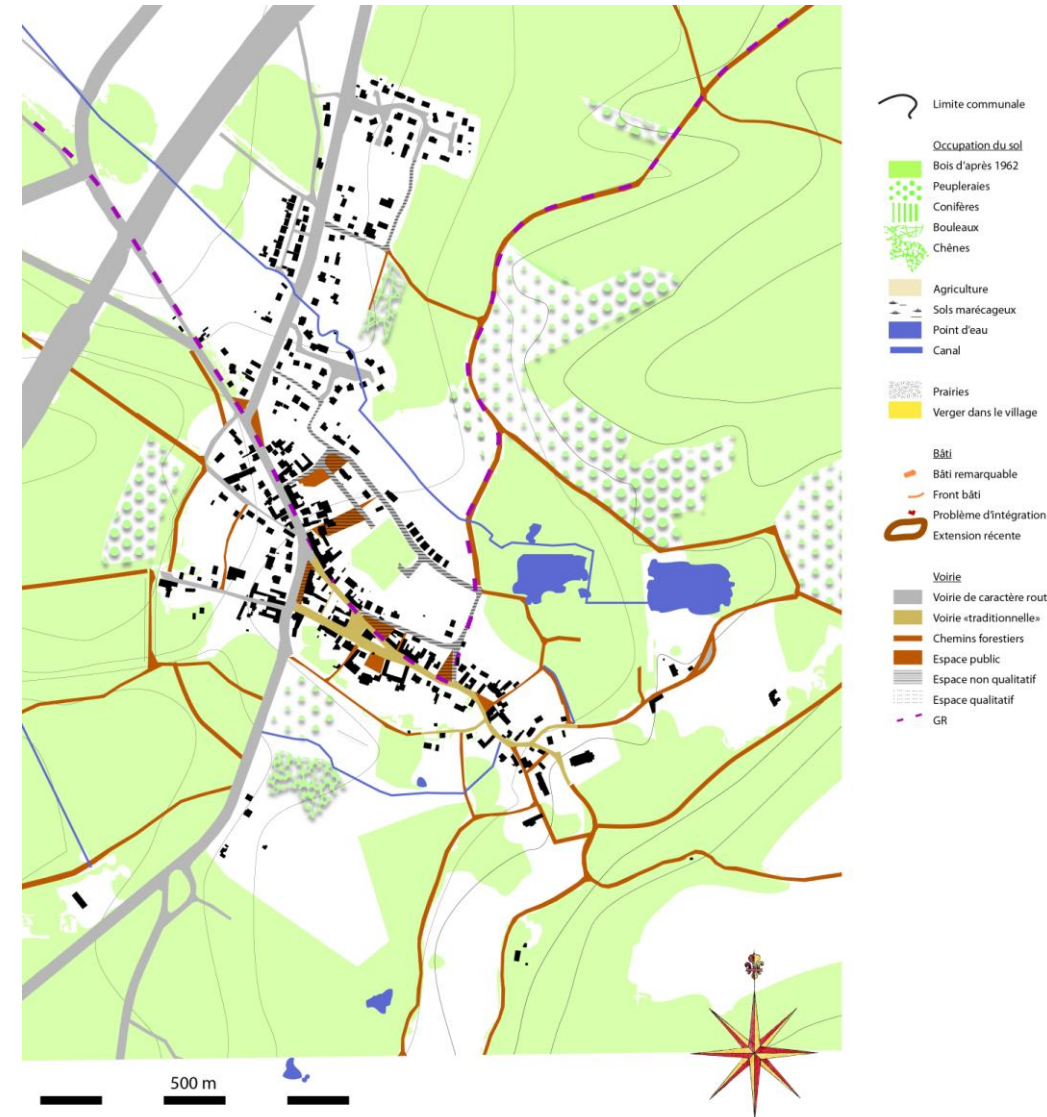 Limite communale
Occupation du sol
Bois d'après 1962
Peupleraies
Conifères
Bouleaux
Chênes
Agriculture
Sols marécageux
Point d'eau
Canal
Prairies
Verger dans le village
Bâti
Bâti remarquable
Front bâti
Problème d'intégration
Extension récente
Voirie
Voirie de caractère rout
Voirie «traditionnelle»
Chemins forestiers
Espace public
Espace non qualitatif
Espace qualitatif
GR
500 m